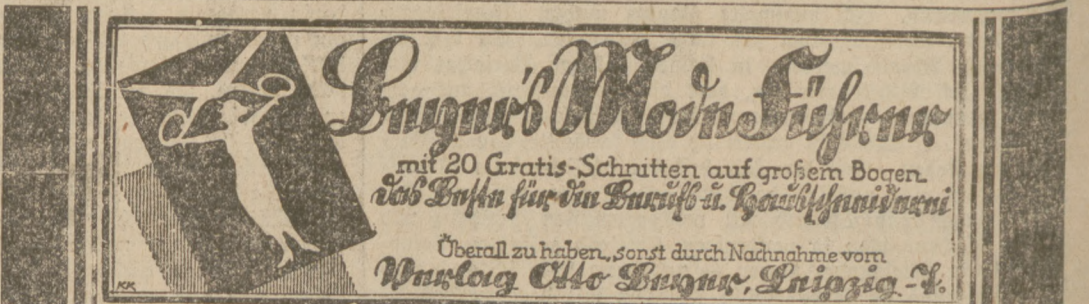 Beyer's Mode Führer
mit 20 Gratis-Schnitten auf großem Bogen
das Beste für die Berufs u. Hausschneiderei
Überall zu haben, sonst durch Nachnahme vom
Verlag Otto Beyer, Leipzig-T.
KK